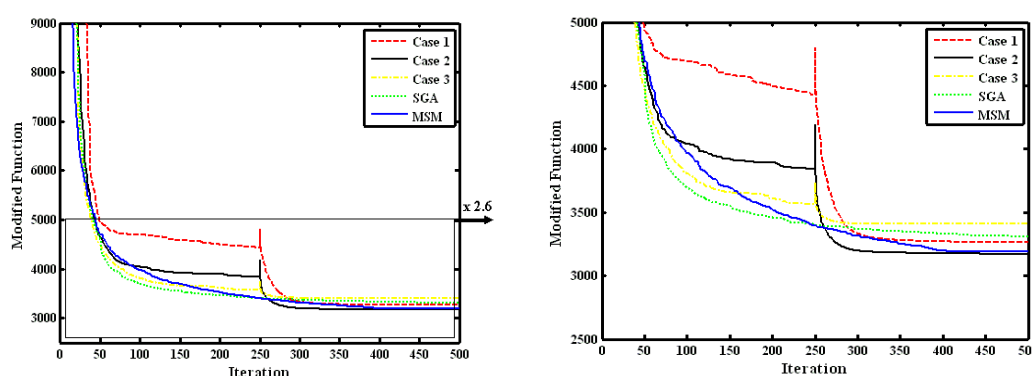 9000
8000
7000
6000
5000
4000
3000
Modified Function
0 50 100 150 200 250 300 350 400 450 500
Iteration
Case 1
Case 2
Case 3
SGA
MSM
x 2.6
5000
4500
4000
3500
3000
2500
Modified Function
0 50 100 150 200 250 300 350 400 450 500
Iteration
Case 1
Case 2
Case 3
SGA
MSM